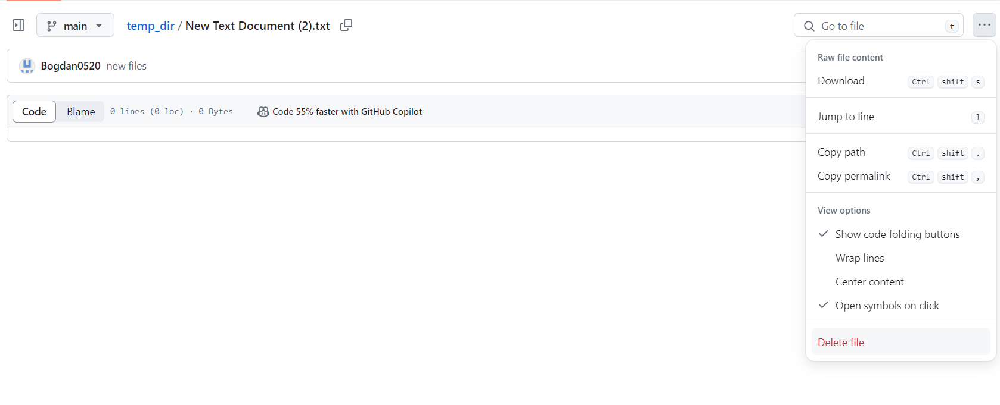 main
temp_dir / New Text Document (2).txt
Go to file t
Bogdan0520 new files
Code Blame 0 lines (0 loc) · 0 Bytes Code 55% faster with GitHub Copilot
Raw file content
Download Ctrl shift s
Jump to line l
Copy path Ctrl shift .
Copy permalink Ctrl shift ,
View options
Show code folding buttons
Wrap lines
Center content
Open symbols on click
Delete file